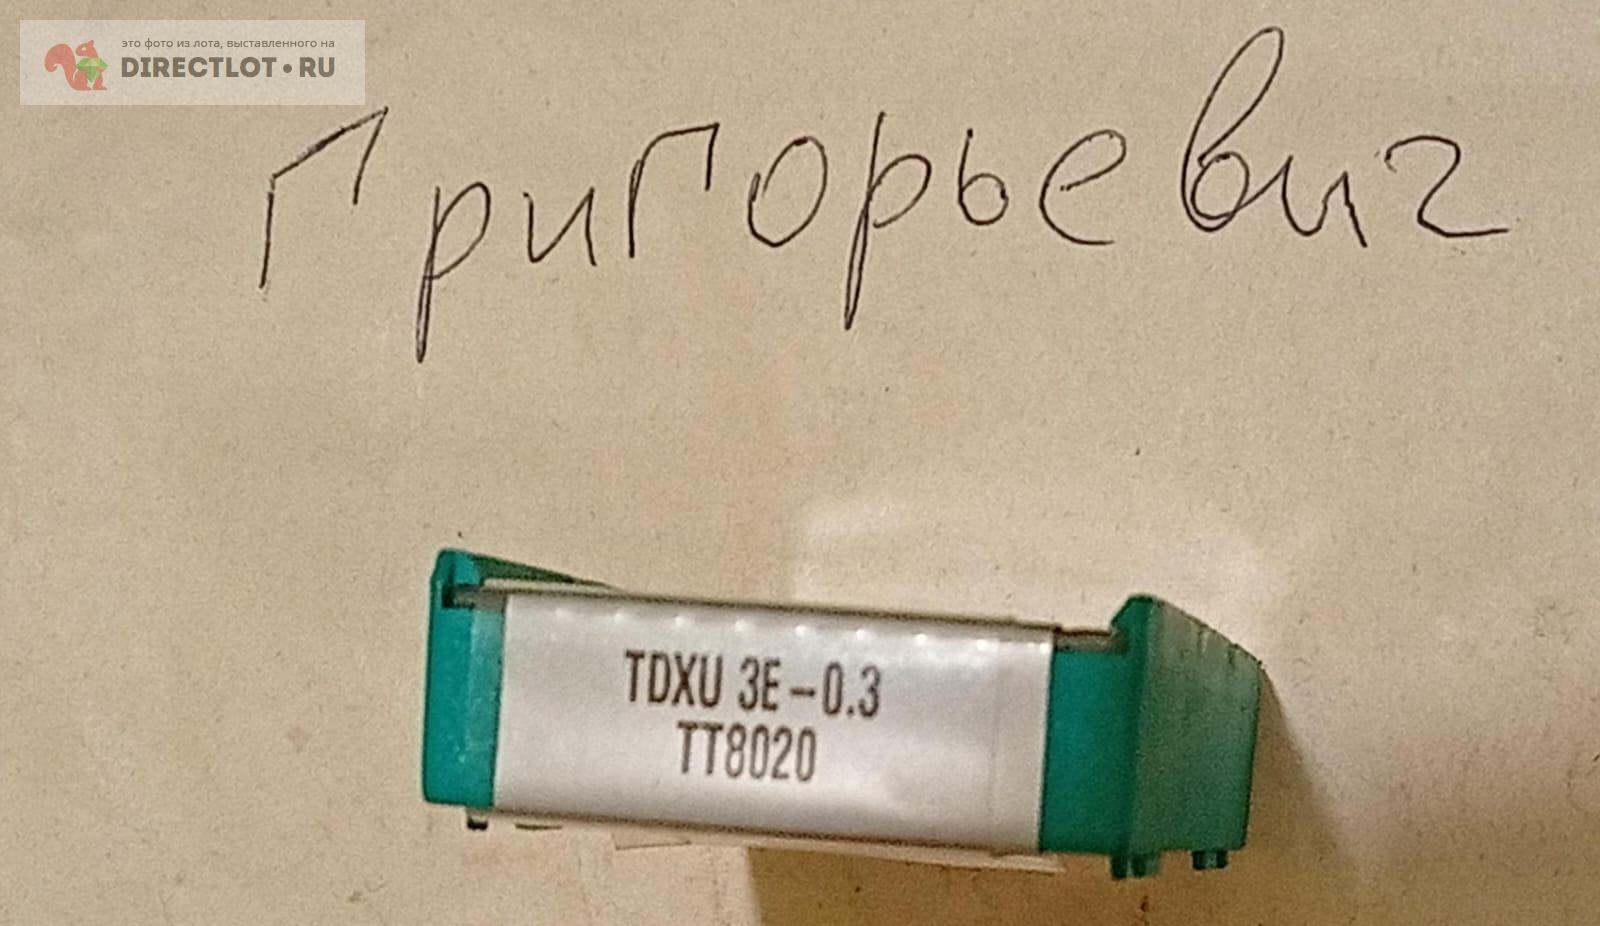 это фото из лота, выставленного на
DIRECTLOT•RU
Григорьевич
TDXU 3E-0.3
TT8020